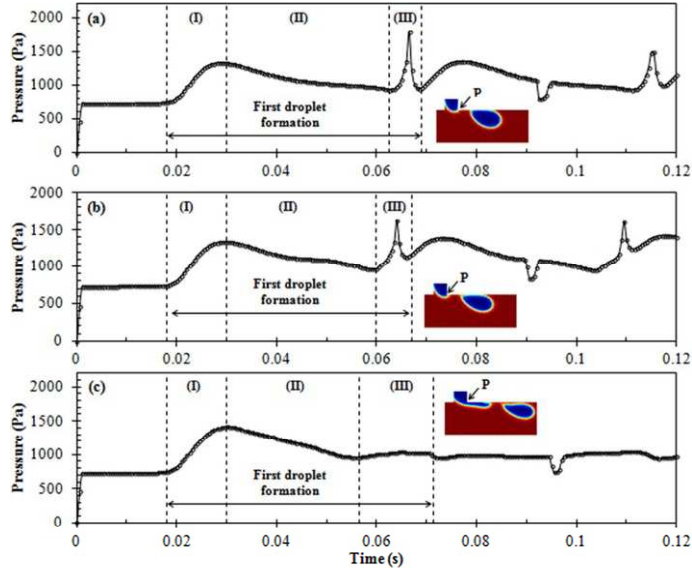 (a) (I) (II) (III)
Pressure (Pa)
2000
1500
1000
500
0
First droplet
formation
P
0 0.02 0.04 0.06 0.08 0.1 0.12
(b) (I) (II) (III)
Pressure (Pa)
2000
1500
1000
500
0
First droplet
formation
P
0 0.02 0.04 0.06 0.08 0.1 0.12
(c) (I) (II) (III)
Pressure (Pa)
2000
1500
1000
500
0
First droplet
formation
P
0 0.02 0.04 0.06 0.08 0.1 0.12
Time (s)